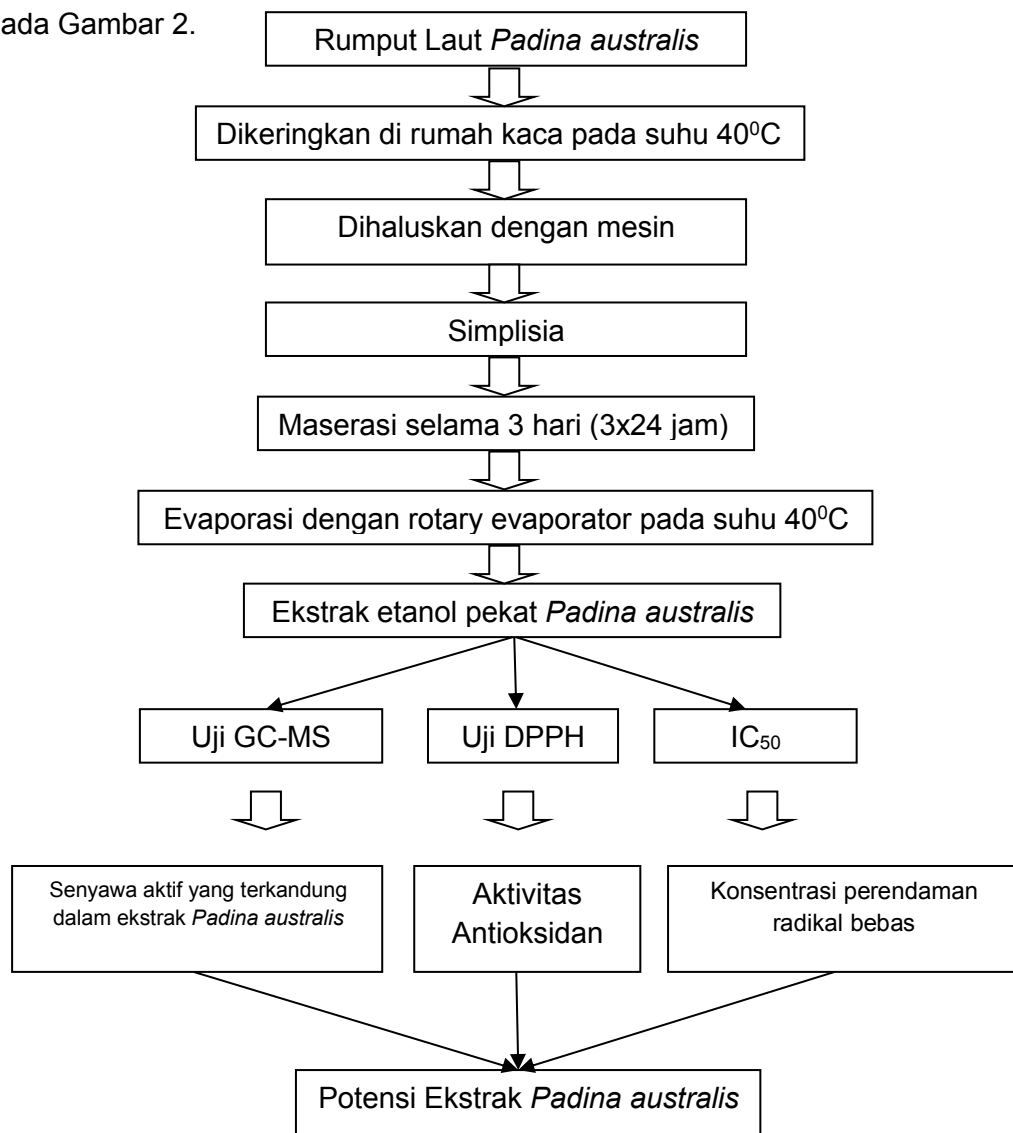 ada Gambar 2.
Rumput Laut Padina australis
Dikeringkan di rumah kaca pada suhu 40⁰C
Dihaluskan dengan mesin
Simplisia
Maserasi selama 3 hari (3x24 jam)
Evaporasi dengan rotary evaporator pada suhu 40⁰C
Ekstrak etanol pekat Padina australis
Uji GC-MS
Uji DPPH
IC₅₀
Senyawa aktif yang terkandung
dalam ekstrak Padina australis
Aktivitas
Antioksidan
Konsentrasi perendaman
radikal bebas
Potensi Ekstrak Padina australis